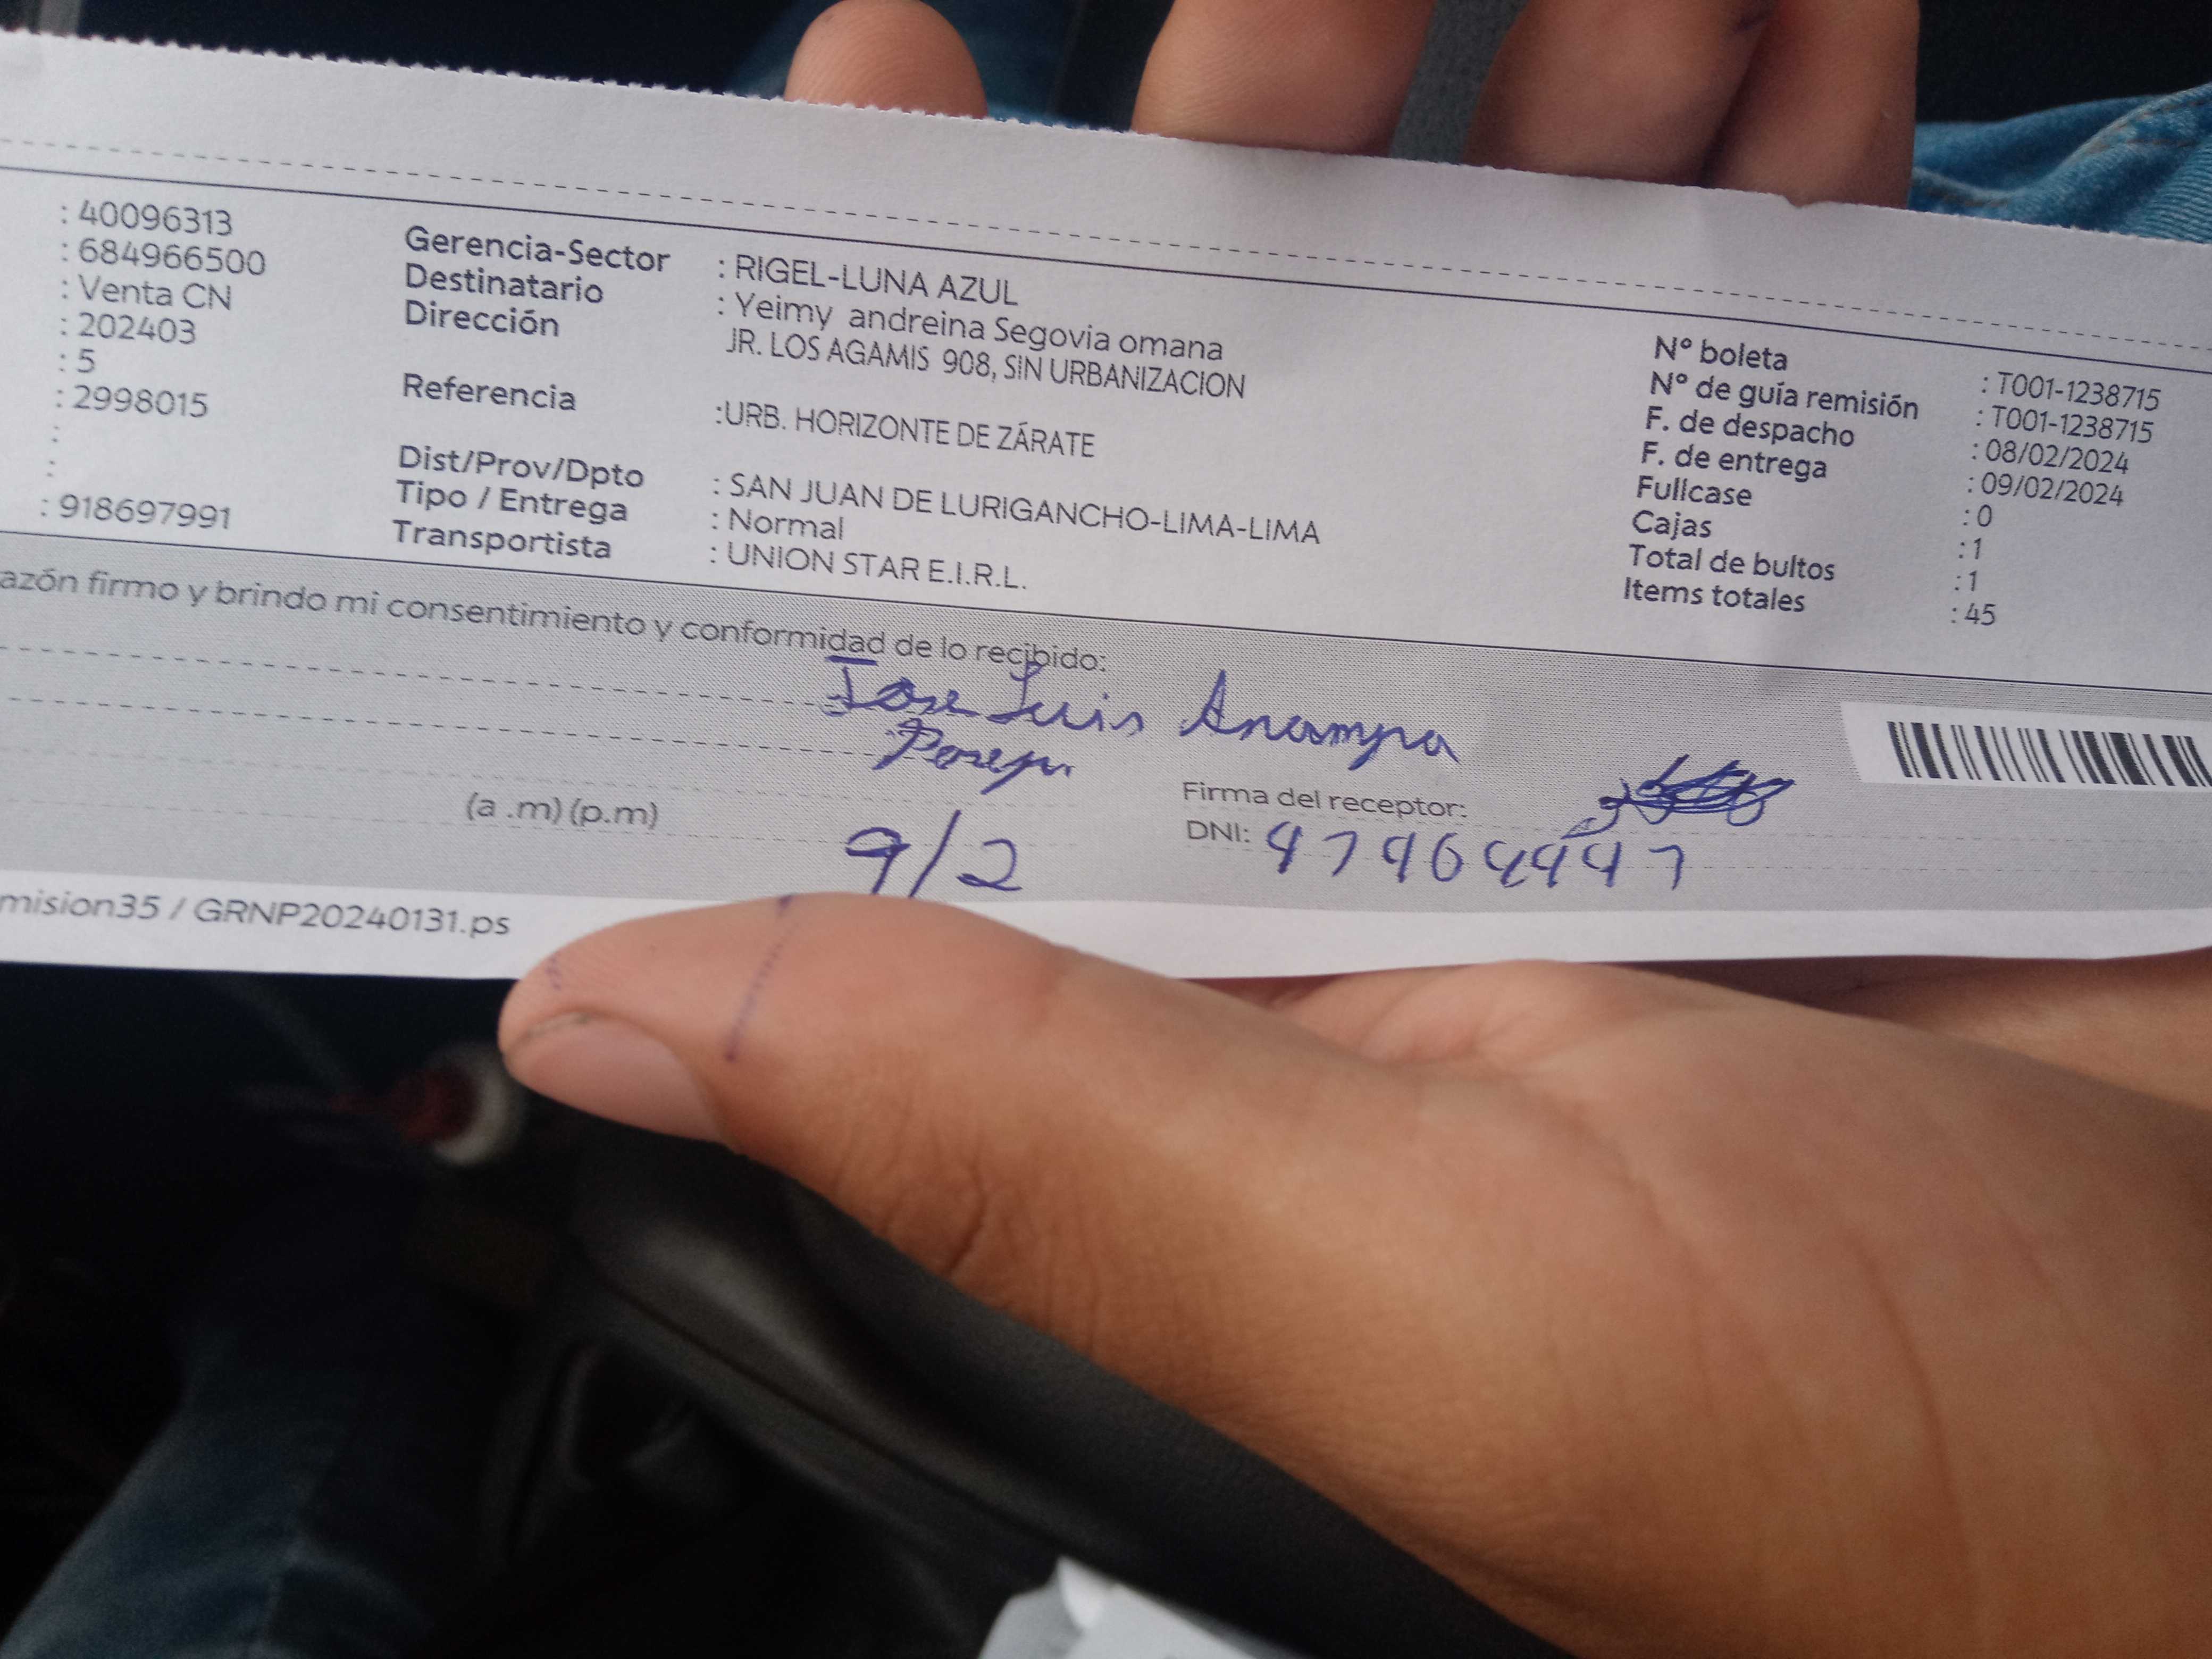 : 40096313
: 684966500
: Venta CN
: 202403
: 5
: 2998015
:
:
: 918697991
Gerencia-Sector : RIGEL-LUNA AZUL
Destinatario : Yeimy andreina Segovia omana
Dirección JR. LOS AGAMIS 908, SIN URBANIZACION
Referencia :URB. HORIZONTE DE ZÁRATE
Dist/Prov/Dpto : SAN JUAN DE LURIGANCHO-LIMA-LIMA
Tipo / Entrega : Normal
Transportista : UNION STAR E.I.R.L.
N° boleta : T001-1238715
N° de guía remisión : T001-1238715
F. de despacho : 08/02/2024
F. de entrega : 09/02/2024
Fullcase : 0
Cajas : 1
Total de bultos : 1
Items totales : 45
azón firmo y brindo mi consentimiento y conformidad de lo recibido:
Jose Luis Anampa
(a .m) (p.m)
9/2
Firma del receptor:
DNI: 47464447
mision35 / GRNP20240131.ps